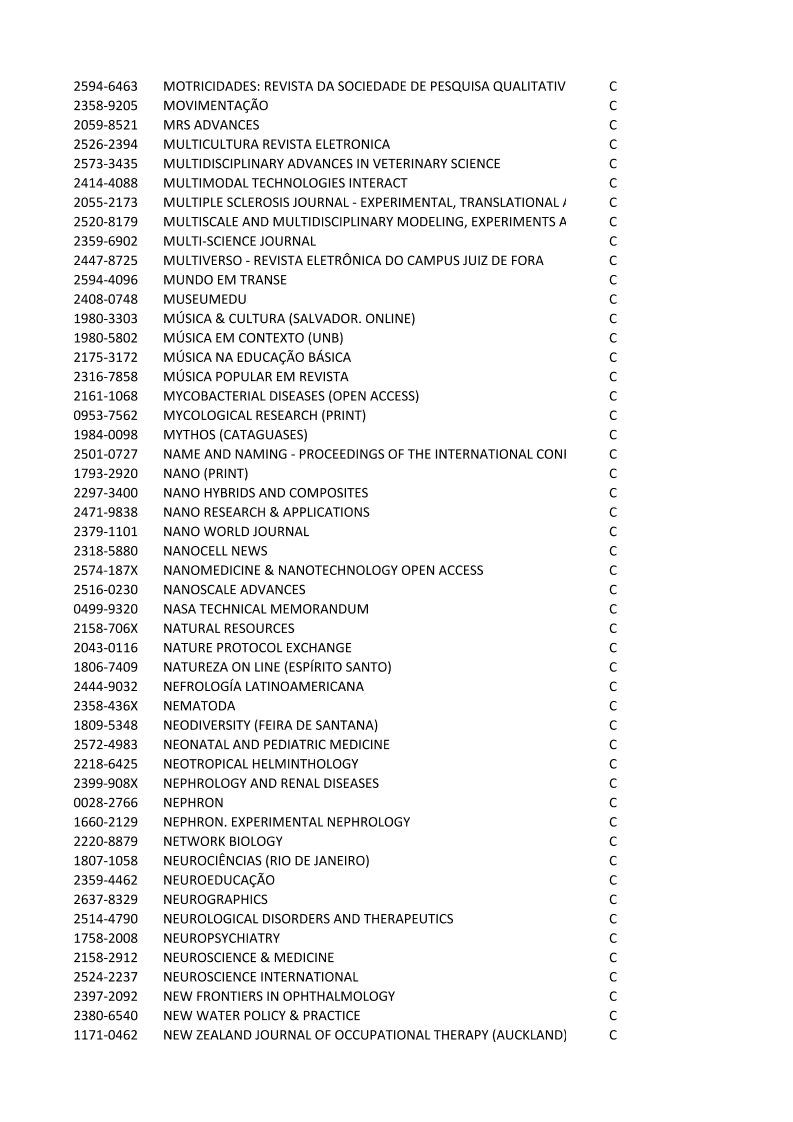 2594-6463 MOTRICIDADES: REVISTA DA SOCIEDADE DE PESQUISA QUALITATIV C
2358-9205 MOVIMENTAÇÃO C
2059-8521 MRS ADVANCES C
2526-2394 MULTICULTURA REVISTA ELETRONICA C
2573-3435 MULTIDISCIPLINARY ADVANCES IN VETERINARY SCIENCE C
2414-4088 MULTIMODAL TECHNOLOGIES INTERACT C
2055-2173 MULTIPLE SCLEROSIS JOURNAL - EXPERIMENTAL, TRANSLATIONAL A C
2520-8179 MULTISCALE AND MULTIDISCIPLINARY MODELING, EXPERIMENTS A C
2359-6902 MULTI-SCIENCE JOURNAL C
2447-8725 MULTIVERSO - REVISTA ELETRÔNICA DO CAMPUS JUIZ DE FORA C
2594-4096 MUNDO EM TRANSE C
2408-0748 MUSEUMEDU C
1980-3303 MÚSICA & CULTURA (SALVADOR. ONLINE) C
1980-5802 MÚSICA EM CONTEXTO (UNB) C
2175-3172 MÚSICA NA EDUCAÇÃO BÁSICA C
2316-7858 MÚSICA POPULAR EM REVISTA C
2161-1068 MYCOBACTERIAL DISEASES (OPEN ACCESS) C
0953-7562 MYCOLOGICAL RESEARCH (PRINT) C
1984-0098 MYTHOS (CATAGUASES) C
2501-0727 NAME AND NAMING - PROCEEDINGS OF THE INTERNATIONAL CON C
1793-2920 NANO (PRINT) C
2297-3400 NANO HYBRIDS AND COMPOSITES C
2471-9838 NANO RESEARCH & APPLICATIONS C
2379-1101 NANO WORLD JOURNAL C
2318-5880 NANOCELL NEWS C
2574-187X NANOMEDICINE & NANOTECHNOLOGY OPEN ACCESS C
2516-0230 NANOSCALE ADVANCES C
0499-9320 NASA TECHNICAL MEMORANDUM C
2158-706X NATURAL RESOURCES C
2043-0116 NATURE PROTOCOL EXCHANGE C
1806-7409 NATUREZA ON LINE (ESPÍRITO SANTO) C
2444-9032 NEFROLOGÍA LATINOAMERICANA C
2358-436X NEMATODA C
1809-5348 NEODIVERSITY (FEIRA DE SANTANA) C
2572-4983 NEONATAL AND PEDIATRIC MEDICINE C
2218-6425 NEOTROPICAL HELMINTHOLOGY C
2399-908X NEPHROLOGY AND RENAL DISEASES C
0028-2766 NEPHRON C
1660-2129 NEPHRON. EXPERIMENTAL NEPHROLOGY C
2220-8879 NETWORK BIOLOGY C
1807-1058 NEUROCIÊNCIAS (RIO DE JANEIRO) C
2359-4462 NEUROEDUCAÇÃO C
2637-8329 NEUROGRAPHICS C
2514-4790 NEUROLOGICAL DISORDERS AND THERAPEUTICS C
1758-2008 NEUROPSYCHIATRY C
2158-2912 NEUROSCIENCE & MEDICINE C
2524-2237 NEUROSCIENCE INTERNATIONAL C
2397-2092 NEW FRONTIERS IN OPHTHALMOLOGY C
2380-6540 NEW WATER POLICY & PRACTICE C
1171-0462 NEW ZEALAND JOURNAL OF OCCUPATIONAL THERAPY (AUCKLAND) C